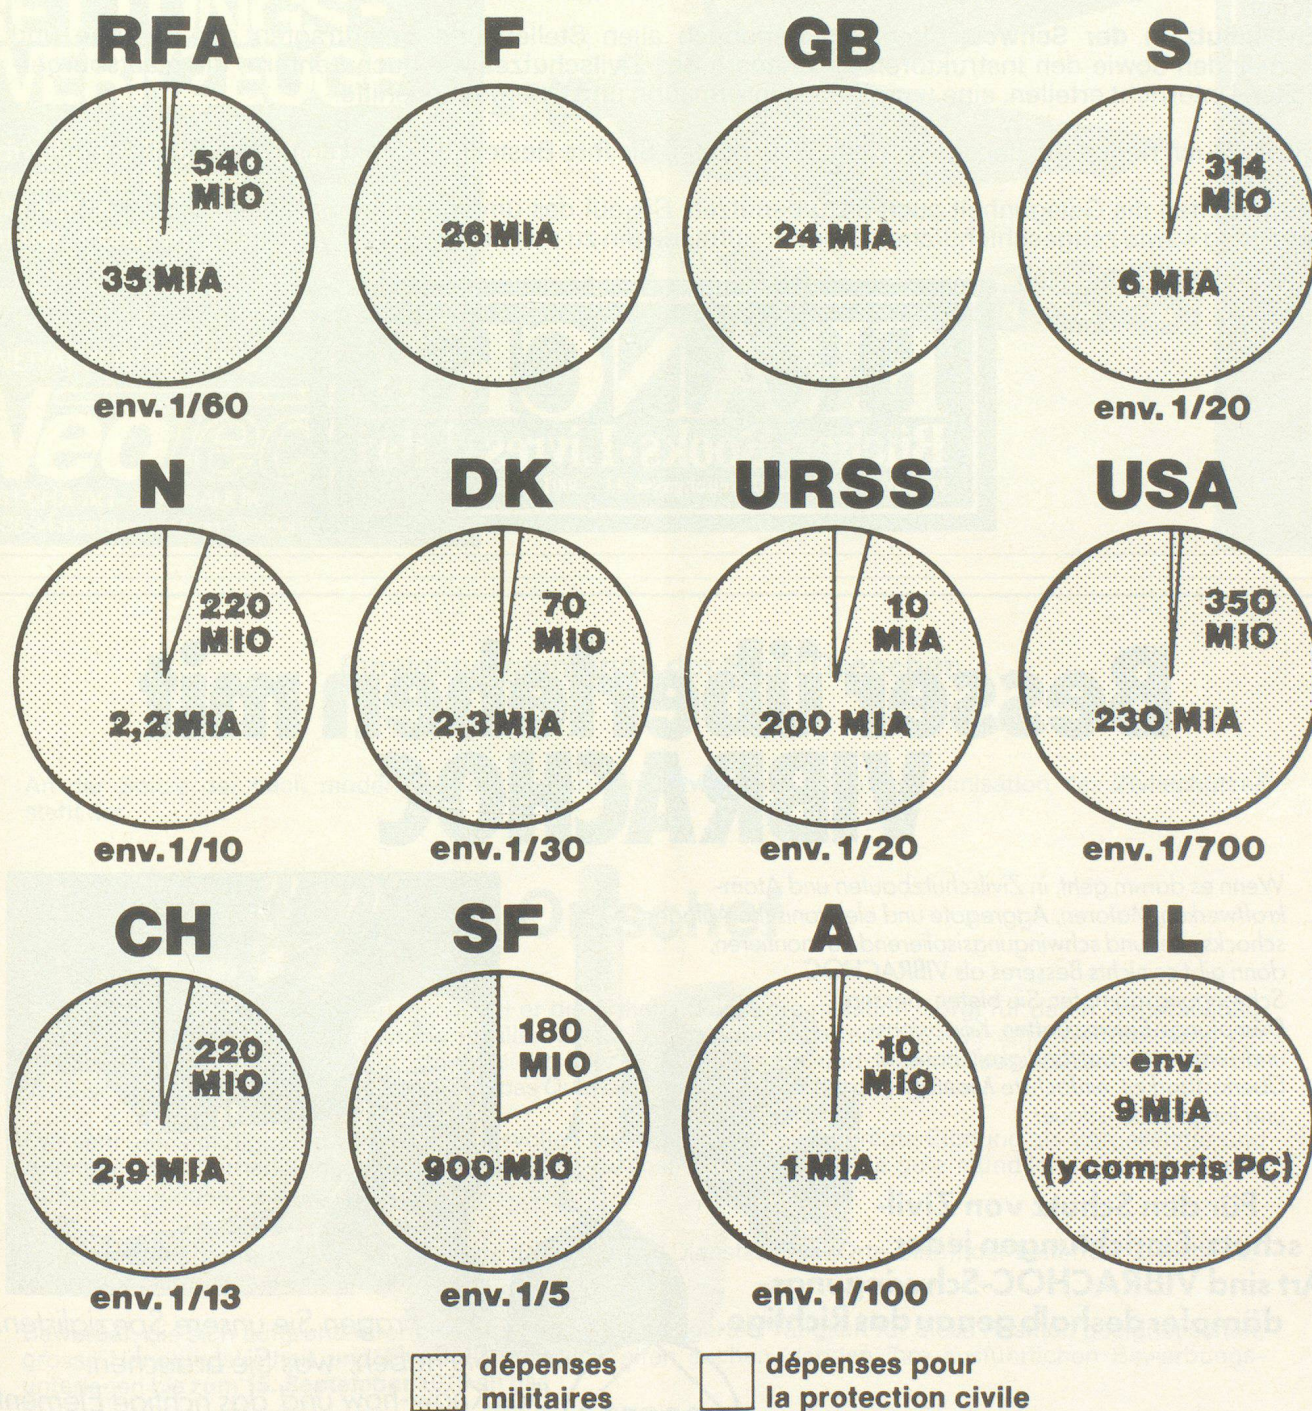 RFA
540
MIO
35 MIA
env. 1/60
F
26 MIA
GB
24 MIA
S
314
MIO
6 MIA
env. 1/20
N
220
MIO
2,2 MIA
env. 1/10
DK
70
MIO
2,3 MIA
env. 1/30
URSS
10
MIA
200 MIA
env. 1/20
USA
350
MIO
230 MIA
env. 1/700
CH
220
MIO
2,9 MIA
env. 1/13
SF
180
MIO
900 MIO
env. 1/5
A
10
MIO
1 MIA
env. 1/100
IL
env.
9 MIA
(y compris PC)
dépenses
militaires
dépenses pour
la protection civile